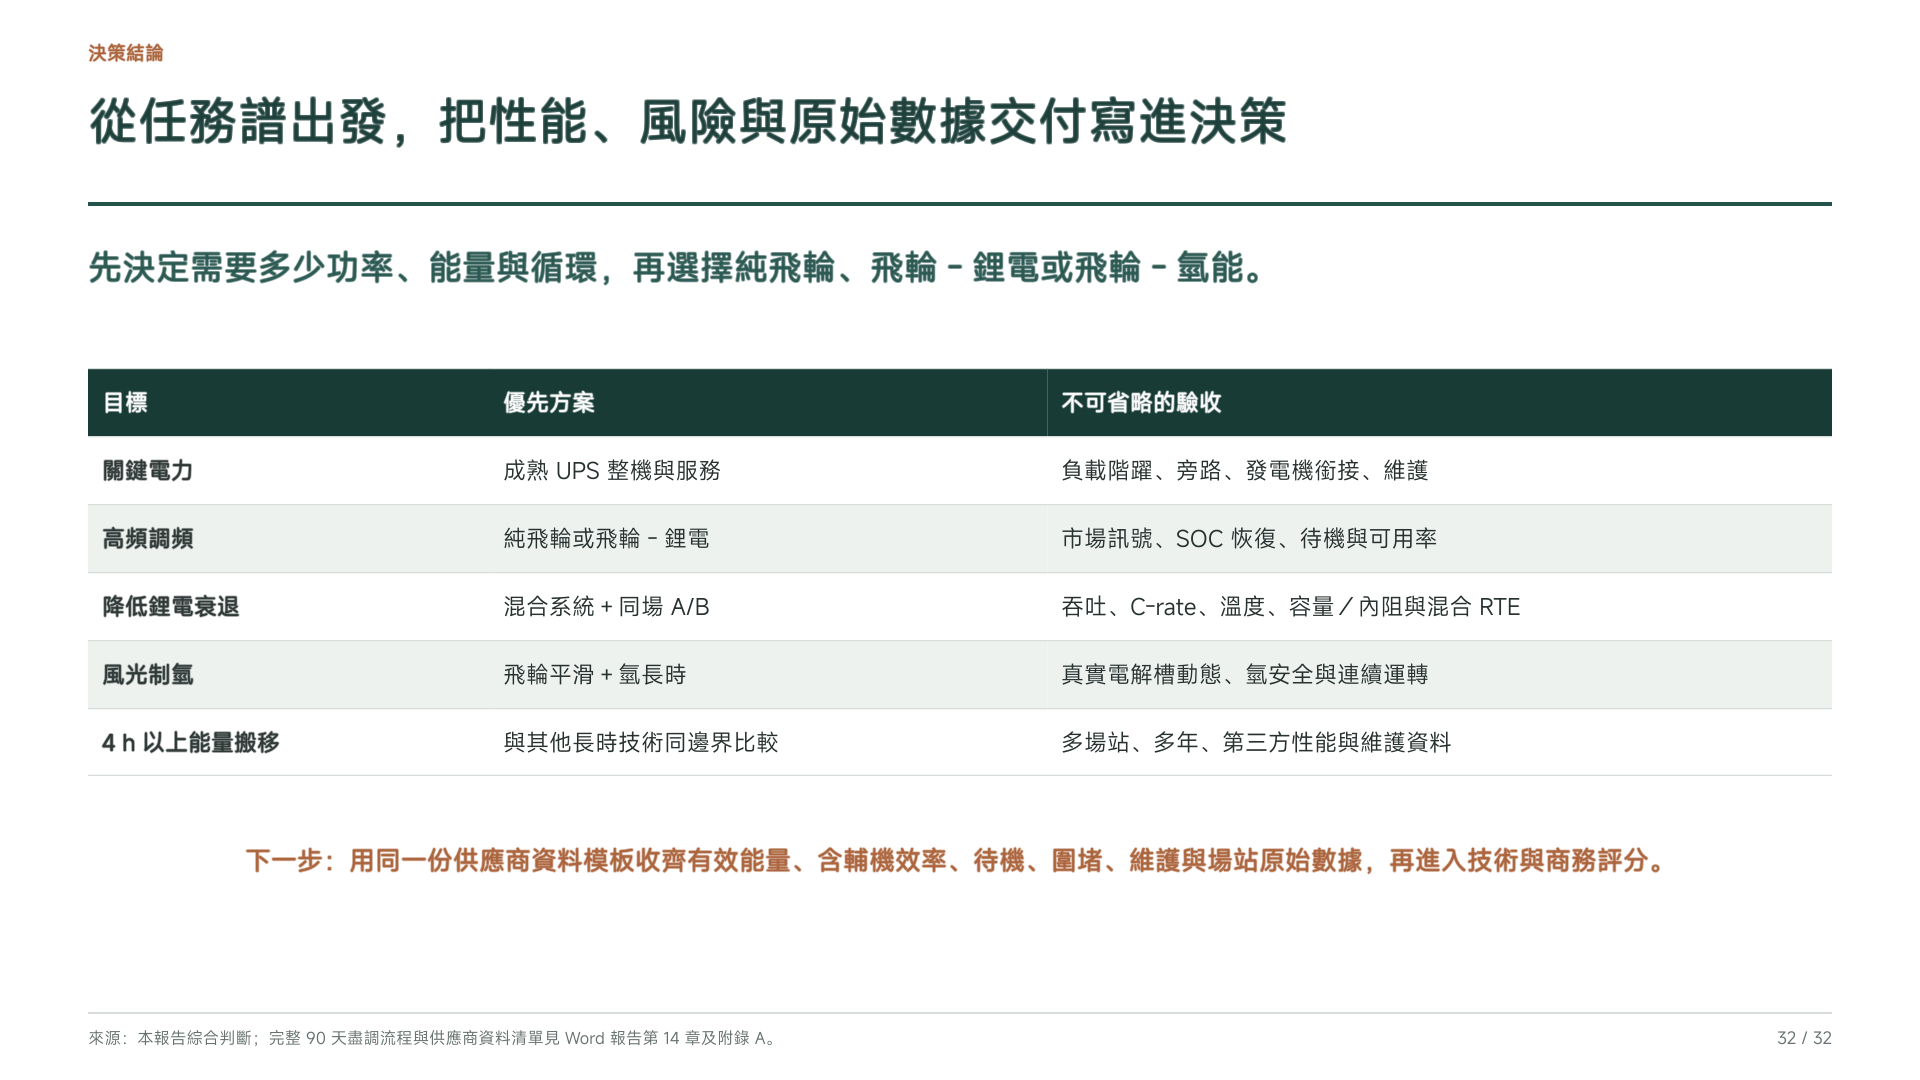 決策結論
從任務譜出發，把性能、風險與原始數據交付寫進決策
先決定需要多少功率、能量與循環，再選擇純飛輪、飛輪–鋰電或飛輪–氫能。
目標 優先方案 不可省略的驗收
關鍵電力 成熟 UPS 整機與服務 負載階躍、旁路、發電機銜接、維護
高頻調頻 純飛輪或飛輪–鋰電 市場訊號、SOC 恢復、待機與可用率
降低鋰電衰退 混合系統 + 同場 A/B 吞吐、C-rate、溫度、容量／內阻與混合 RTE
風光制氫 飛輪平滑 + 氫長時 真實電解槽動態、氫安全與連續運轉
4 h 以上能量搬移 與其他長時技術同邊界比較 多場站、多年、第三方性能與維護資料
下一步：用同一份供應商資料模板收齊有效能量、含輔機效率、待機、圍堵、維護與場站原始數據，再進入技術與商務評分。
來源：本報告綜合判斷；完整 90 天盡調流程與供應商資料清單見 Word 報告第 14 章及附錄 A。
32 / 32